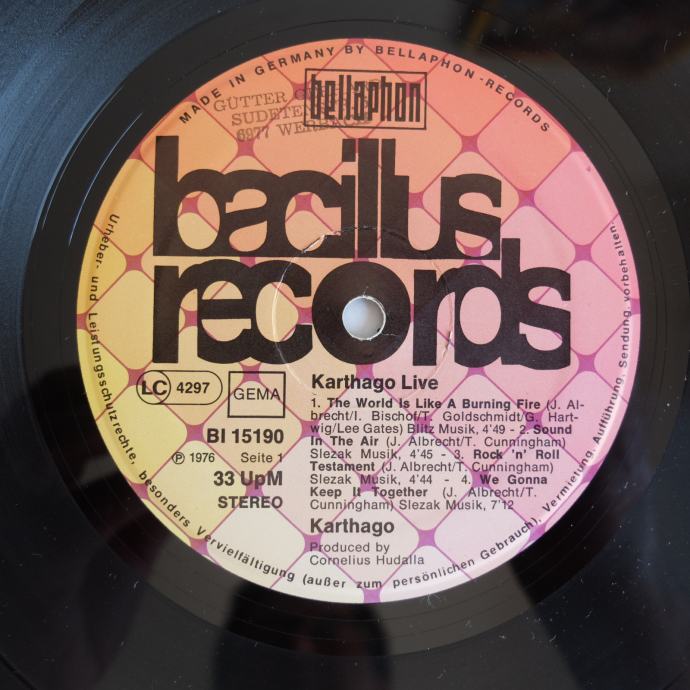 MADE IN GERMANY BY BELLAPHON-RECORDS
bellaphon
GÜTTER
SUDETEN
6977
bacillus
records
LC 4297
GEMA
BI 15190
℗ 1976 Seite 1
33 UpM
STEREO
Karthago Live
1. The World Is Like A Burning Fire (J. Al-
brecht/I. Bischof/T. Goldschmidt/G. Hart-
wig/Lee Gates) Blitz Musik, 4'49 - 2. Sound
In The Air (J. Albrecht/T. Cunningham)
Slezak Musik, 4'45 - 3. Rock 'n' Roll
Testament (J. Albrecht/T. Cunningham)
Slezak Musik, 4'44 - 4. We Gonna
Keep It Together (J. Albrecht/T.
Cunningham) Slezak Musik, 7'12
Karthago
Produced by
Cornelius Hudalla
Urheber- und Leistungsschutzrechte, besonders Vervielfältigung (außer zum persönlichen Gebrauch), Vermietung, Aufführung, Sendung, vorbehalten